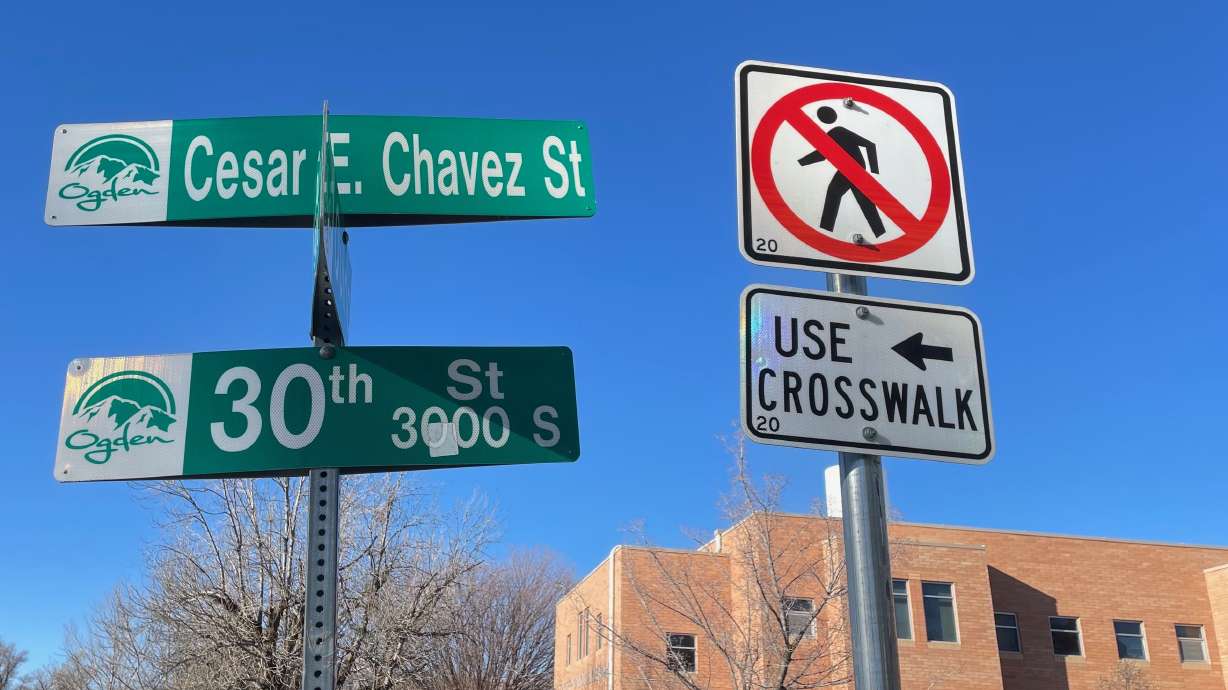 Ogden
Cesar E. Chavez St
Ogden
30th St
3000 S
20
USE
CROSSWALK
20